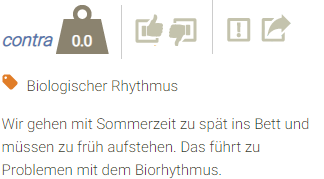 contra 0.0
Biologischer Rhythmus
Wir gehen mit Sommerzeit zu spät ins Bett und
müssen zu früh aufstehen. Das führt zu
Problemen mit dem Biorhythmus.